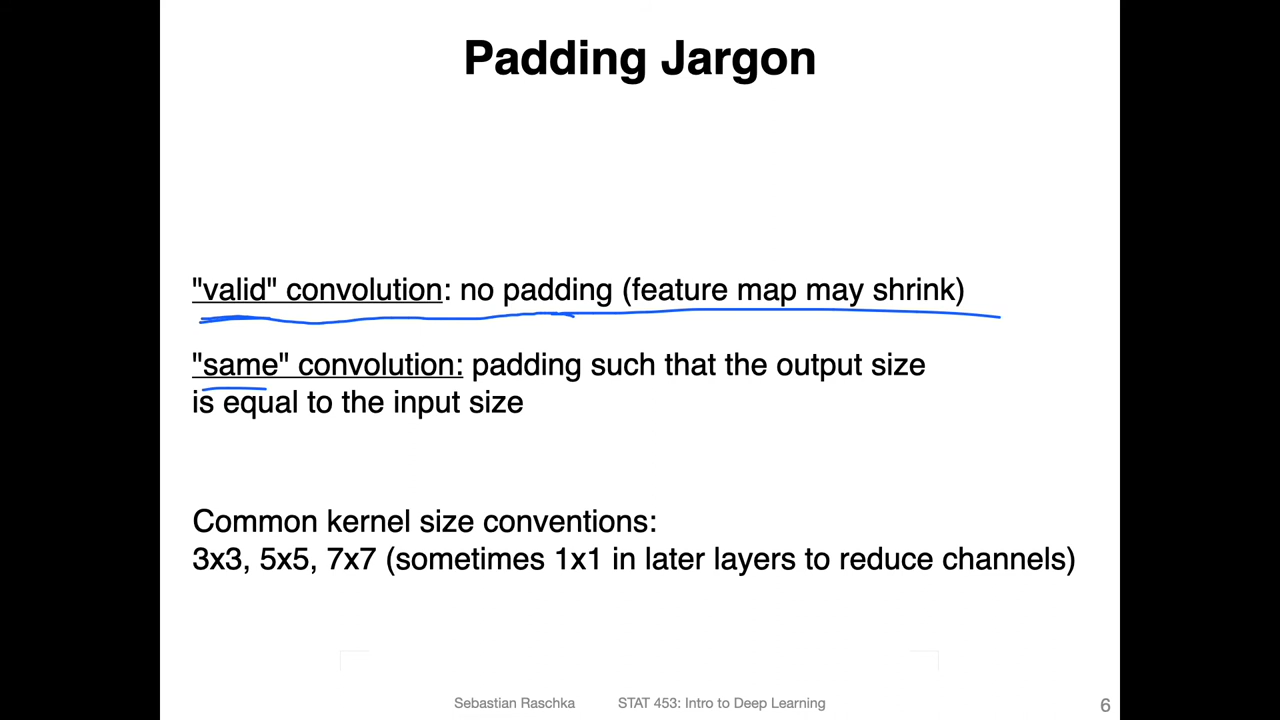 Padding Jargon
"valid" convolution: no padding (feature map may shrink)
"same" convolution: padding such that the output size
is equal to the input size
Common kernel size conventions:
3x3, 5x5, 7x7 (sometimes 1x1 in later layers to reduce channels)
Sebastian Raschka STAT 453: Intro to Deep Learning 6